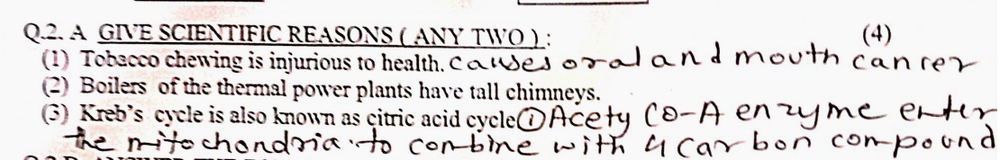 Q.2. A GIVE SCIENTIFIC REASONS ( ANY TWO ) : (4)
(1) Tobacco chewing is injurious to health. causes oral and mouth cancer
(2) Boilers of the thermal power plants have tall chimneys.
(3) Kreb's cycle is also known as citric acid cycle ① Acety CO-A enzyme enter
the mitochondria to combine with 4 carbon compound